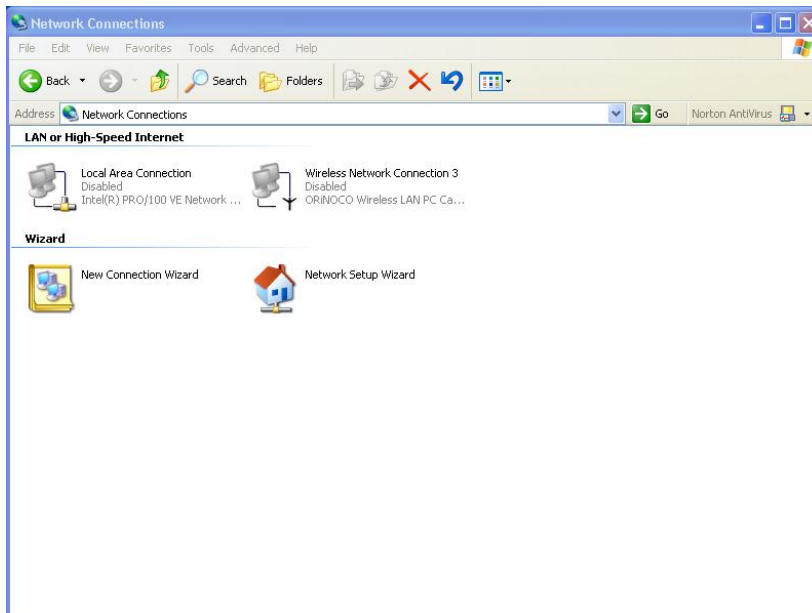 Network Connections
File Edit View Favorites Tools Advanced Help
Back Search Folders
Address Network Connections Go Norton AntiVirus
LAN or High-Speed Internet
Local Area Connection
Disabled
Intel(R) PRO/100 VE Network ...
Wireless Network Connection 3
Disabled
ORiNOCO Wireless LAN PC Ca...
Wizard
New Connection Wizard
Network Setup Wizard